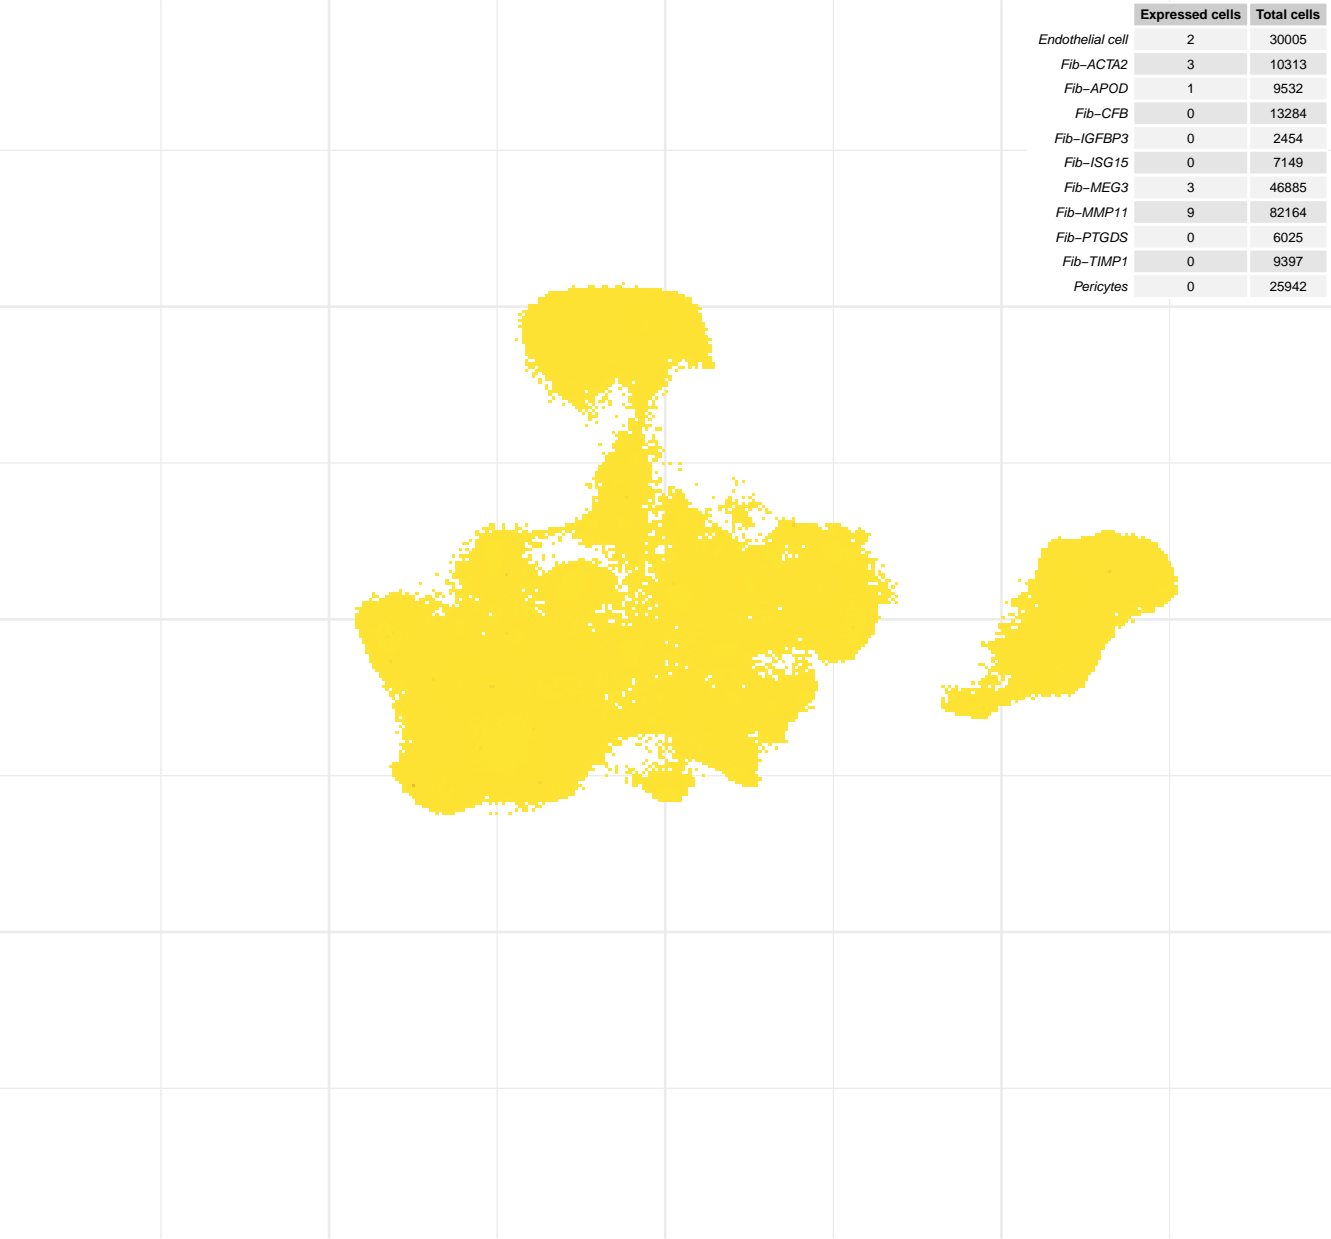 Expressed cells Total cells
Endothelial cell 2 30005
Fib−ACTA2 3 10313
Fib−APOD 1 9532
Fib−CFB 0 13284
Fib−IGFBP3 0 2454
Fib−ISG15 0 7149
Fib−MEG3 3 46885
Fib−MMP11 9 82164
Fib−PTGDS 0 6025
Fib−TIMP1 0 9397
Pericytes 0 25942